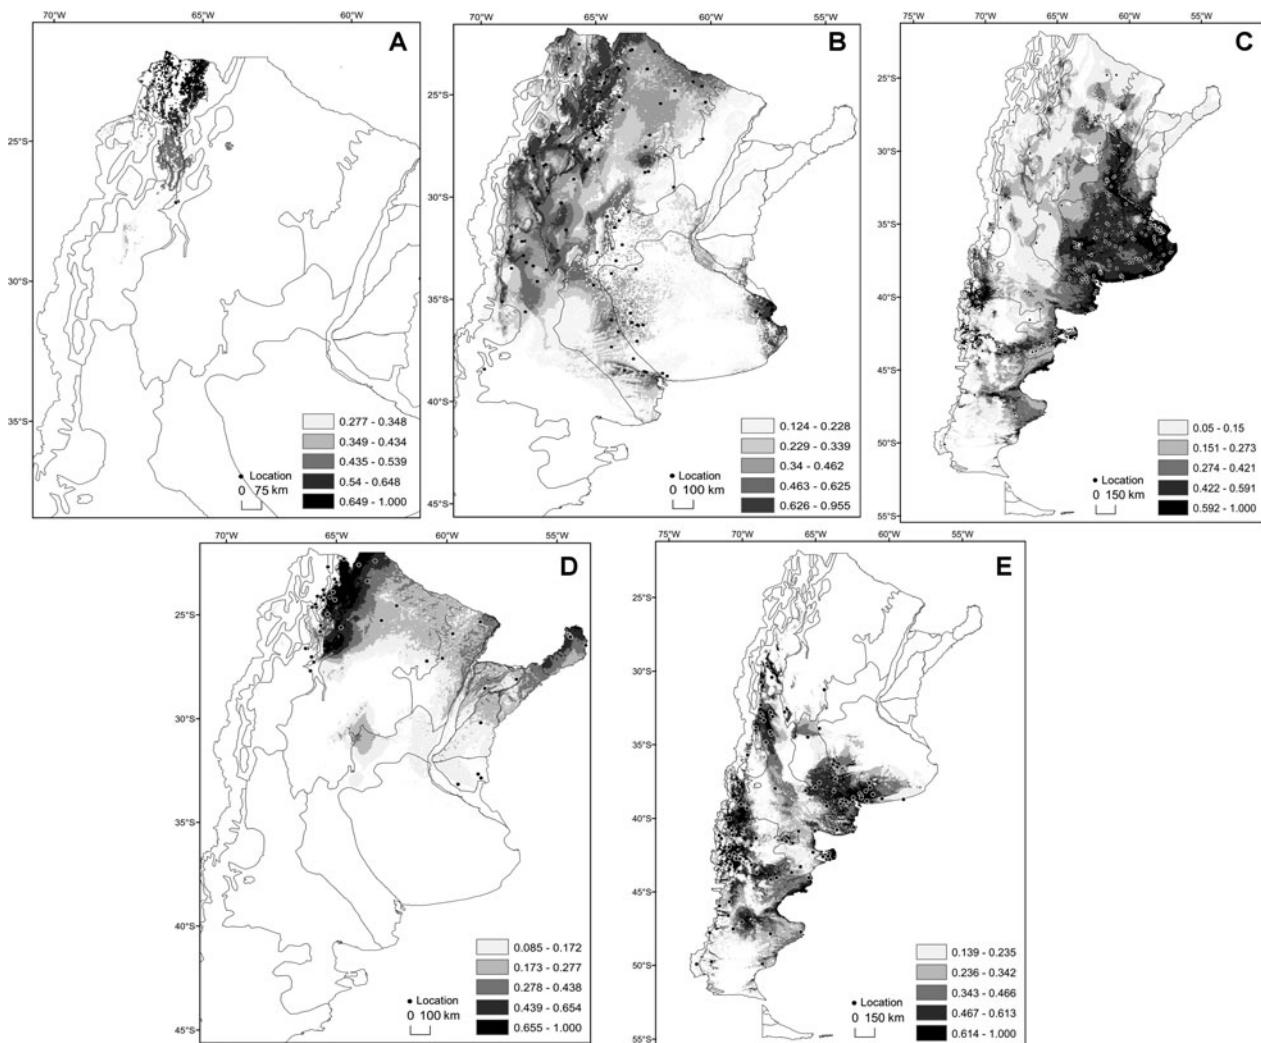 70°W 65°W 60°W
A
25°S
30°S
35°S
0.277 - 0.348
0.349 - 0.434
0.435 - 0.539
0.54 - 0.648
0.649 - 1.000
Location
0 75 km
70°W 65°W 60°W 55°W
B
25°S
30°S
35°S
40°S
45°S
0.124 - 0.228
0.229 - 0.339
0.34 - 0.462
0.463 - 0.625
0.626 - 0.955
Location
0 100 km
75°W 70°W 65°W 60°W 55°W
C
25°S
30°S
35°S
40°S
45°S
50°S
55°S
0.05 - 0.15
0.151 - 0.273
0.274 - 0.421
0.422 - 0.591
0.592 - 1.000
Location
0 150 km
70°W 65°W 60°W 55°W
D
25°S
30°S
35°S
40°S
45°S
0.085 - 0.172
0.173 - 0.277
0.278 - 0.438
0.439 - 0.654
0.655 - 1.000
Location
0 100 km
75°W 70°W 65°W 60°W 55°W
E
25°S
30°S
35°S
40°S
45°S
50°S
55°S
0.139 - 0.235
0.236 - 0.342
0.343 - 0.466
0.467 - 0.613
0.614 - 1.000
Location
0 150 km